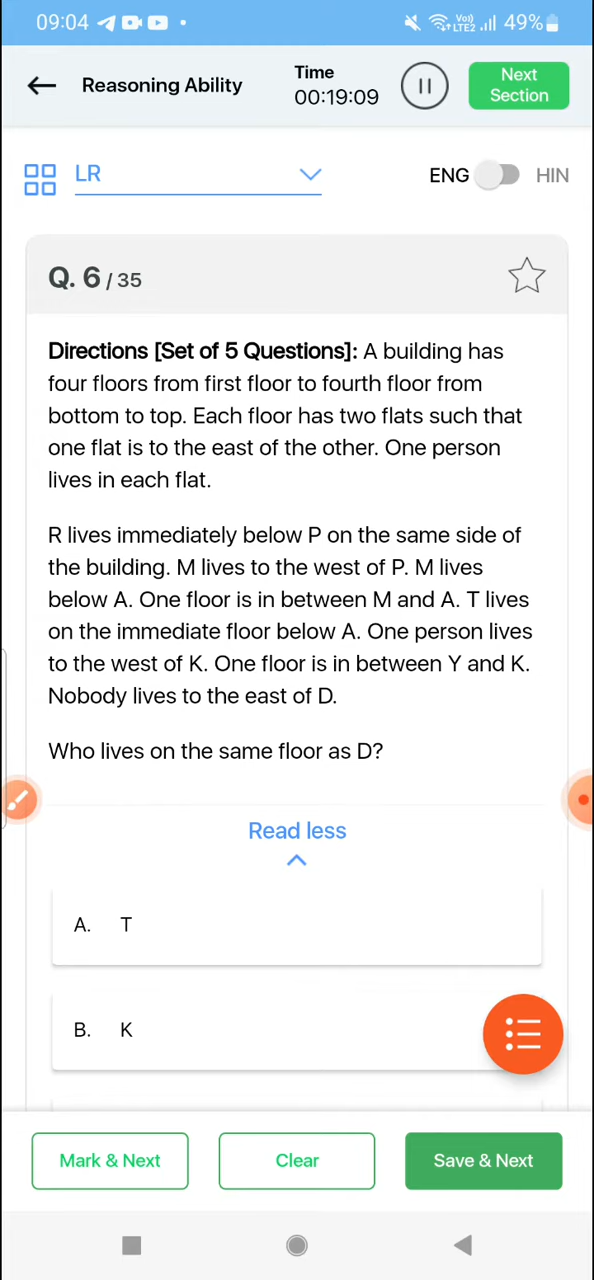 09:04 Vo)) LTE2 49%
Reasoning Ability Time 00:19:09 Next Section
LR ENG HIN
Q. 6 / 35
Directions [Set of 5 Questions]: A building has
four floors from first floor to fourth floor from
bottom to top. Each floor has two flats such that
one flat is to the east of the other. One person
lives in each flat.
R lives immediately below P on the same side of
the building. M lives to the west of P. M lives
below A. One floor is in between M and A. T lives
on the immediate floor below A. One person lives
to the west of K. One floor is in between Y and K.
Nobody lives to the east of D.
Who lives on the same floor as D?
Read less
A. T
B. K
Mark & Next Clear Save & Next